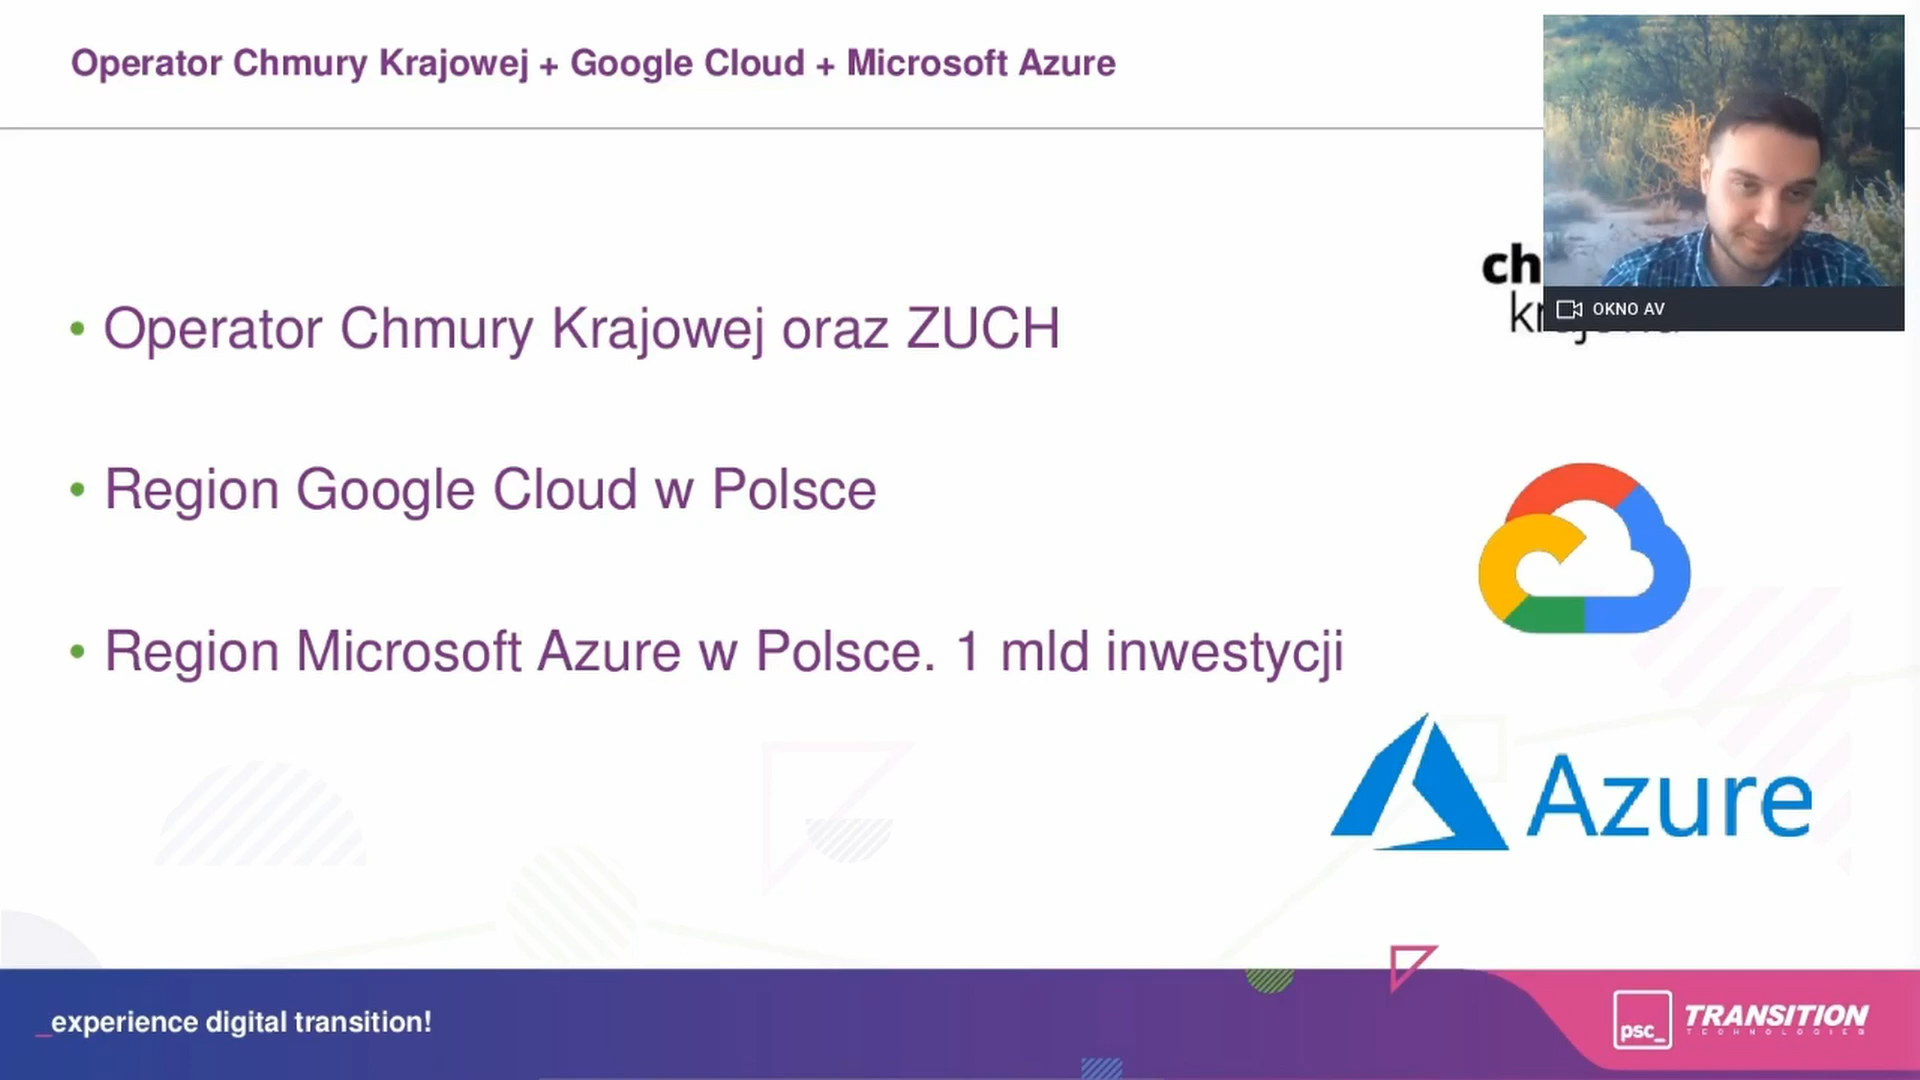 Operator Chmury Krajowej + Google Cloud + Microsoft Azure
• Operator Chmury Krajowej oraz ZUCH
• Region Google Cloud w Polsce
• Region Microsoft Azure w Polsce. 1 mld inwestycji
OKNO AV
Azure
_experience digital transition!
psc_
TRANSITION
TECHNOLOGIES